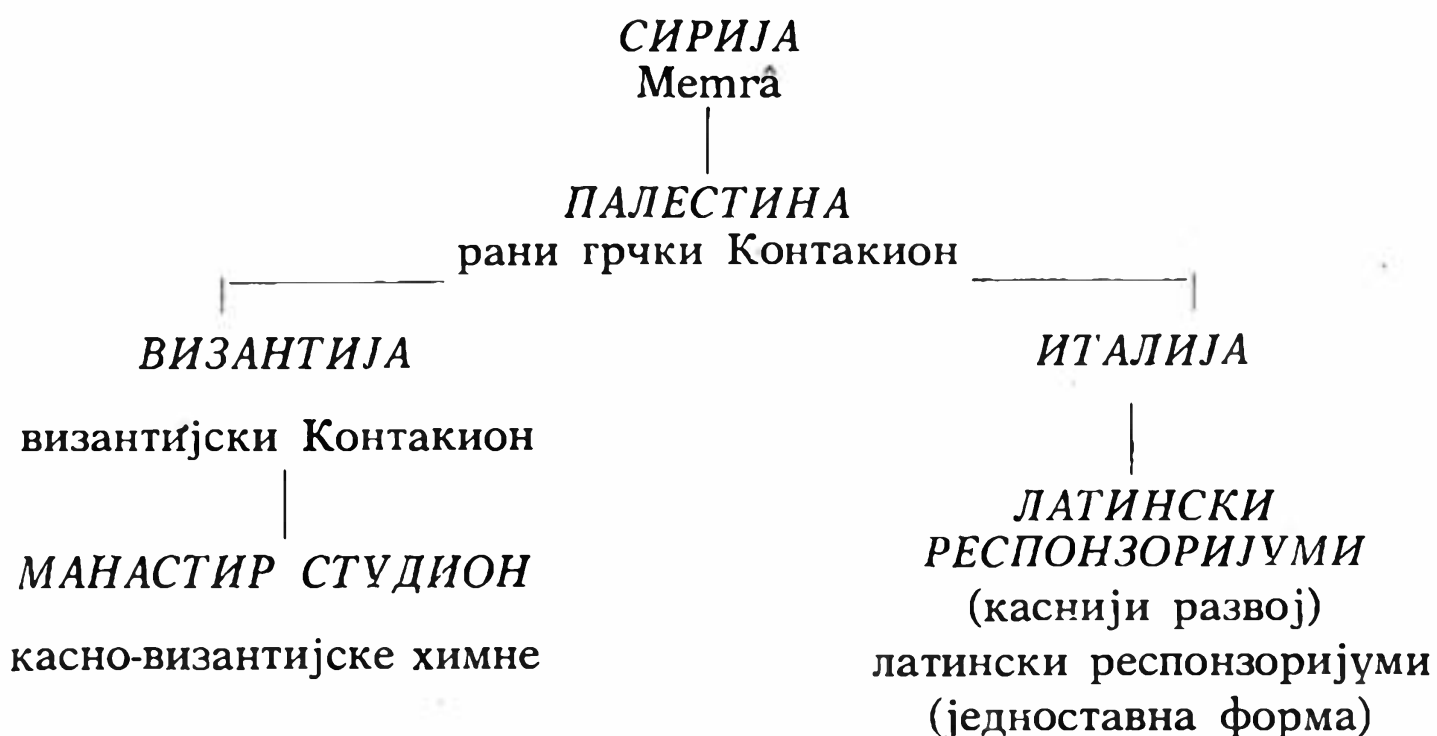 СИРИЈА
Memrâ
ПАЛЕСТИНА
рани грчки Контакион
ВИЗАНТИЈА
византијски Контакион
МАНАСТИР СТУДИОН
касно-византијске химне
ИТАЛИЈА
ЛАТИНСКИ
РЕСПОНЗОРИЈУМИ
(каснији развој)
латински респонзоријуми
(једноставна форма)